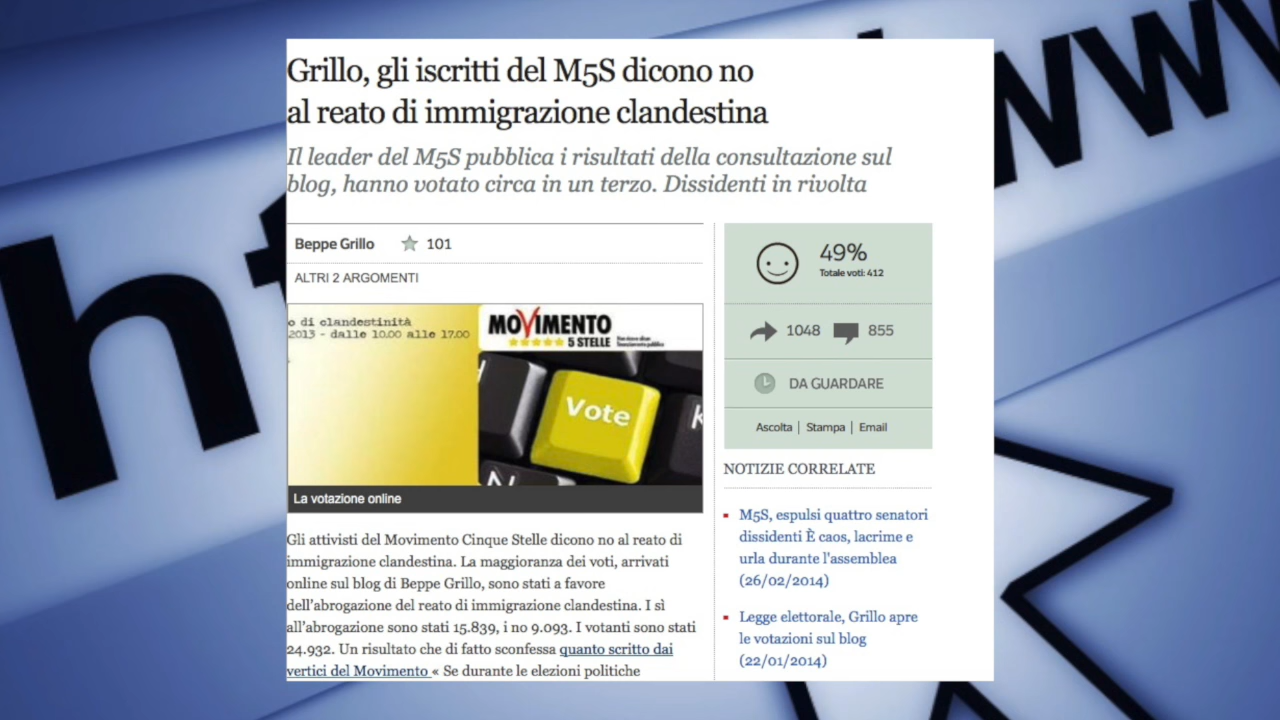 Grillo, gli iscritti del M5S dicono no
al reato di immigrazione clandestina
Il leader del M5S pubblica i risultati della consultazione sul
blog, hanno votato circa in un terzo. Dissidenti in rivolta
Beppe Grillo 101
ALTRI 2 ARGOMENTI
o di clandestinità
2013 - dalle 10.00 alle 17.00
MOVIMENTO
5 STELLE
Vote
K
N
La votazione online
Gli attivisti del Movimento Cinque Stelle dicono no al reato di
immigrazione clandestina. La maggioranza dei voti, arrivati
online sul blog di Beppe Grillo, sono stati a favore
dell'abrogazione del reato di immigrazione clandestina. I sì
all'abrogazione sono stati 15.839, i no 9.093. I votanti sono stati
24.932. Un risultato che di fatto sconfessa quanto scritto dai
vertici del Movimento « Se durante le elezioni politiche
49%
Totale voti: 412
1048 855
DA GUARDARE
Ascolta | Stampa | Email
NOTIZIE CORRELATE
M5S, espulsi quattro senatori
dissidenti È caos, lacrime e
urla durante l'assemblea
(26/02/2014)
Legge elettorale, Grillo apre
le votazioni sul blog
(22/01/2014)
ht
www